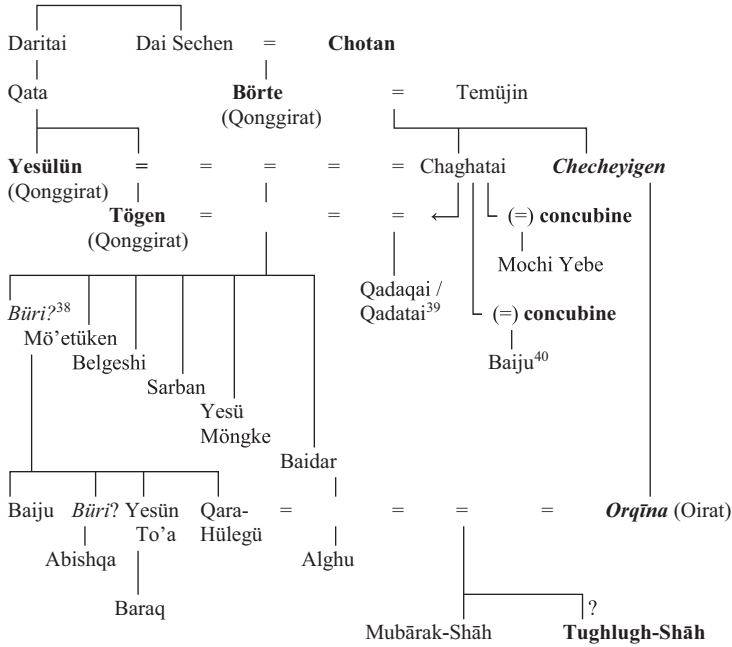 Daritai Dai Sechen = Chotan
Qata Börte = Temüjin
(Qonggirat)
Yesülün = = = = = Chaghatai Checheyigen
(Qonggirat)
Tögen = = = (=) concubine
(Qonggirat)
Mochi Yebe
Qadaqai /
Büri?38 Qadatai39 (=) concubine
Mö’etüken
Belgeshi Baiju40
Sarban
Yesü
Möngke
Baidar
Baiju Büri? Yesün Qara- = = = = Orqīna (Oirat)
To’a Hülegü
Abishqa Alghu
Baraq
?
Mubārak-Shāh Tughlugh-Shāh